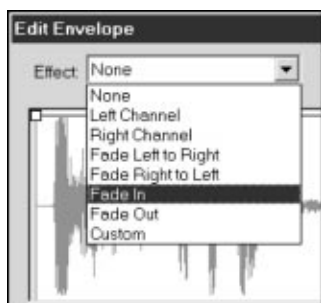 Edit Envelope
Effect: None
None
Left Channel
Right Channel
Fade Left to Right
Fade Right to Left
Fade In
Fade Out
Custom